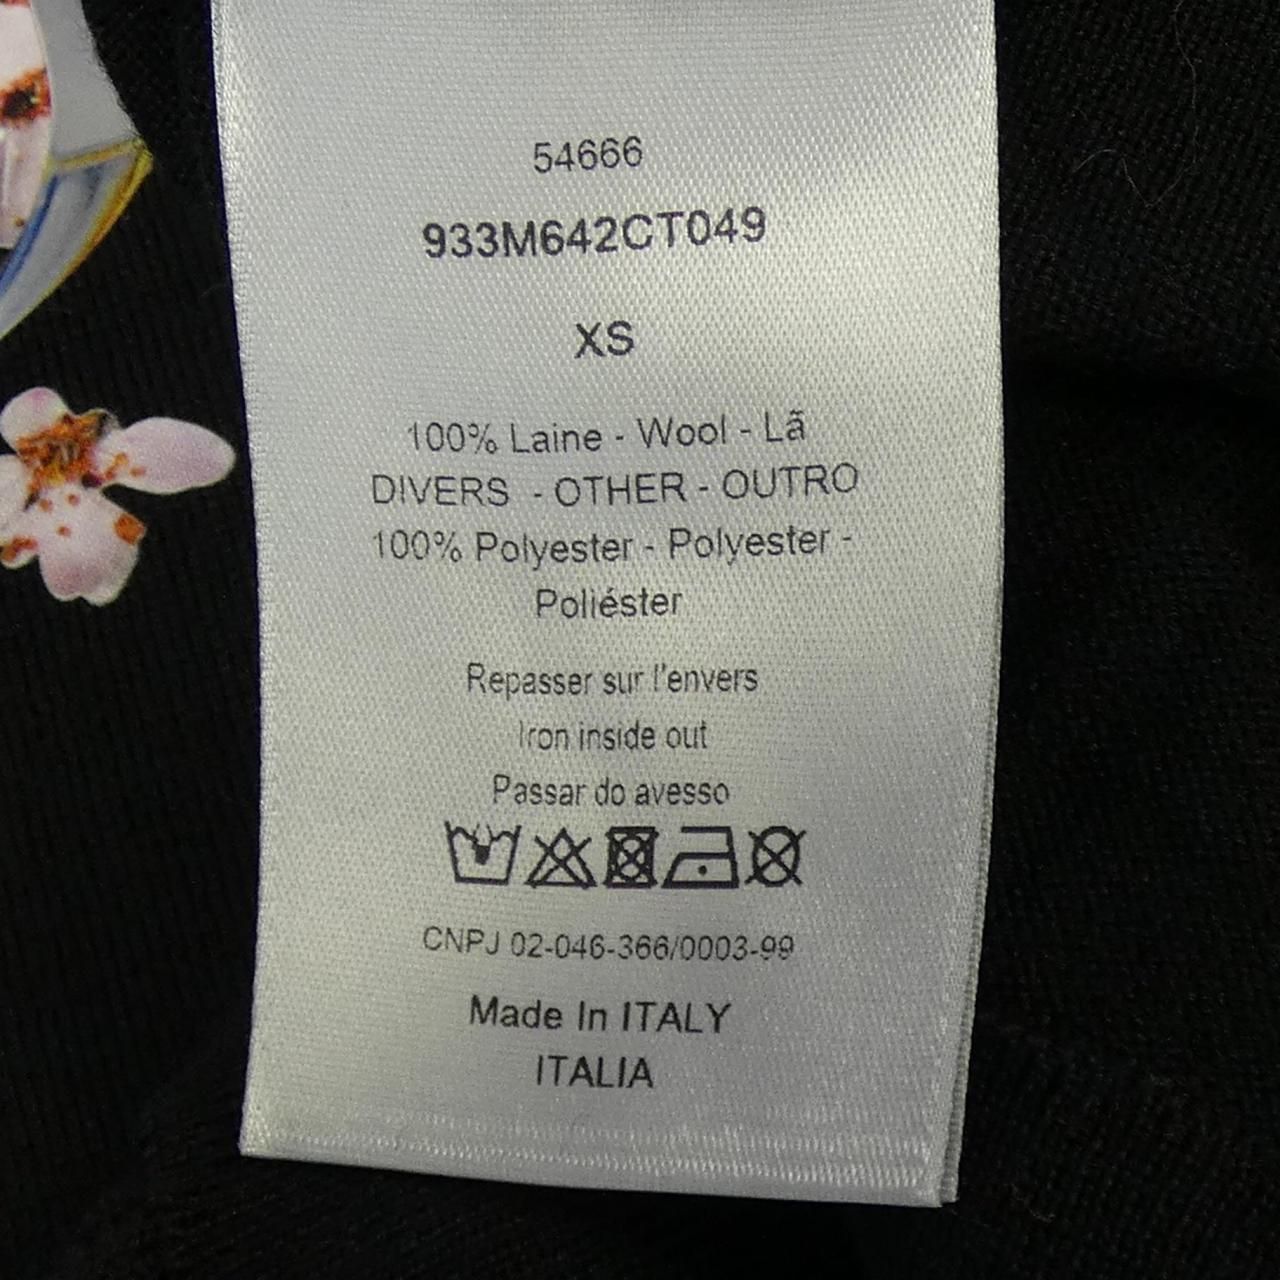 54666
933M642CT049
XS
100% Laine - Wool - Lã
DIVERS - OTHER - OUTRO
100% Polyester - Polyester -
Poliéster
Repasser sur l'envers
Iron inside out
Passar do avesso
CNPJ 02-046-366/0003-99
Made In ITALY
ITALIA